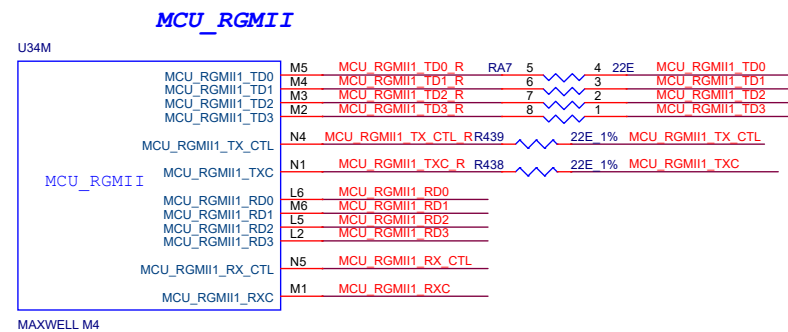 MCU_RGMII
U34M
MCU_RGMII1_TD0 M5 MCU_RGMII1_TD0_R RA7 5 4 22E MCU_RGMII1_TD0
MCU_RGMII1_TD1 M4 MCU_RGMII1_TD1_R 6 3 MCU_RGMII1_TD1
MCU_RGMII1_TD2 M3 MCU_RGMII1_TD2_R 7 2 MCU_RGMII1_TD2
MCU_RGMII1_TD3 M2 MCU_RGMII1_TD3_R 8 1 MCU_RGMII1_TD3
MCU_RGMII1_TX_CTL N4 MCU_RGMII1_TX_CTL_R R439 22E_1% MCU_RGMII1_TX_CTL
MCU_RGMII1_TXC N1 MCU_RGMII1_TXC_R R438 22E_1% MCU_RGMII1_TXC
MCU_RGMII
MCU_RGMII1_RD0 L6 MCU_RGMII1_RD0
MCU_RGMII1_RD1 M6 MCU_RGMII1_RD1
MCU_RGMII1_RD2 L5 MCU_RGMII1_RD2
MCU_RGMII1_RD3 L2 MCU_RGMII1_RD3
MCU_RGMII1_RX_CTL N5 MCU_RGMII1_RX_CTL
MCU_RGMII1_RXC M1 MCU_RGMII1_RXC
MAXWELL M4